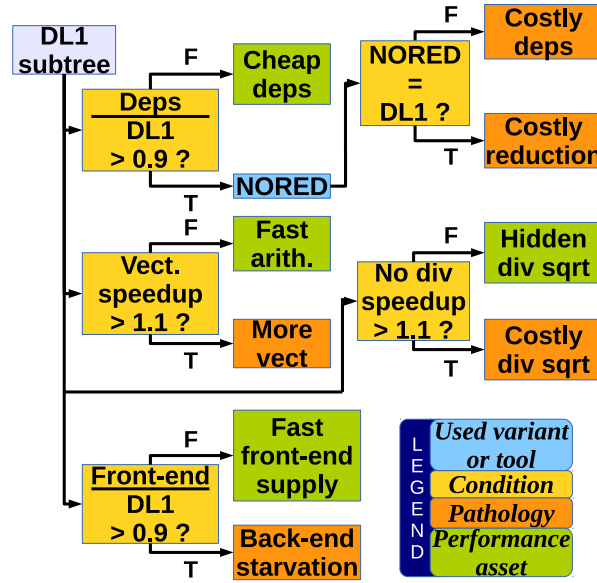 DL1
subtree
F
Cheap
deps
Deps
DL1
> 0.9 ?
T
NORED
NORED
=
DL1 ?
F
Costly
deps
T
Costly
reduction
Vect.
speedup
> 1.1 ?
F
Fast
arith.
T
More
vect
No div
speedup
> 1.1 ?
F
Hidden
div sqrt
T
Costly
div sqrt
Front-end
DL1
> 0.9 ?
F
Fast
front-end
supply
T
Back-end
starvation
LEGEND
Used variant
or tool
Condition
Pathology
Performance
asset